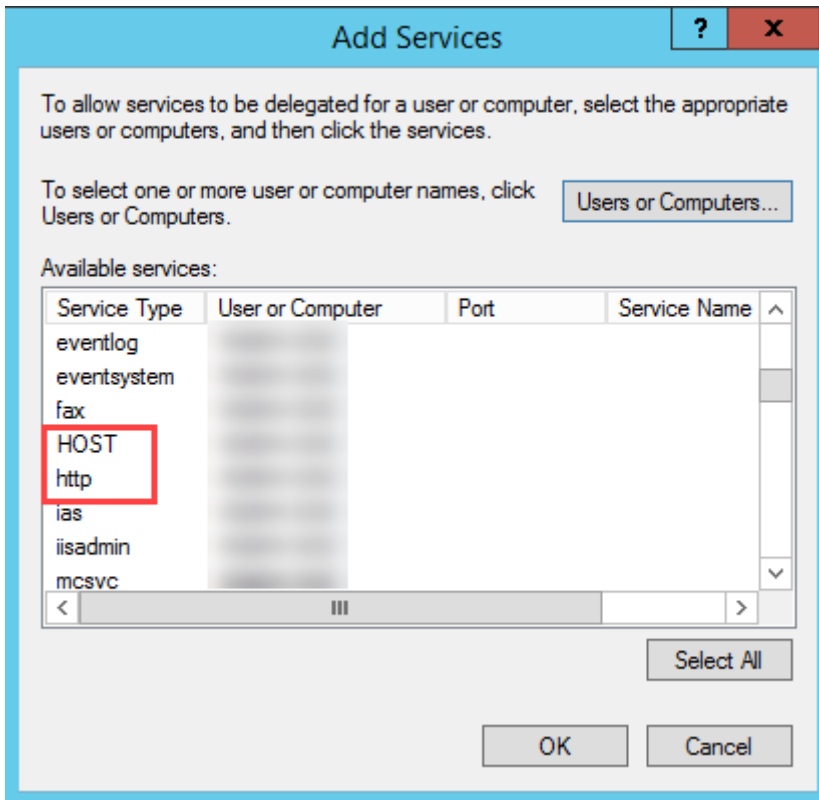 Add Services
?
x
To allow services to be delegated for a user or computer, select the appropriate
users or computers, and then click the services.
To select one or more user or computer names, click
Users or Computers.
Users or Computers...
Available services:
Service Type User or Computer Port Service Name
eventlog
eventsystem
fax
HOST
http
ias
iisadmin
mcsvc
Select All
OK Cancel